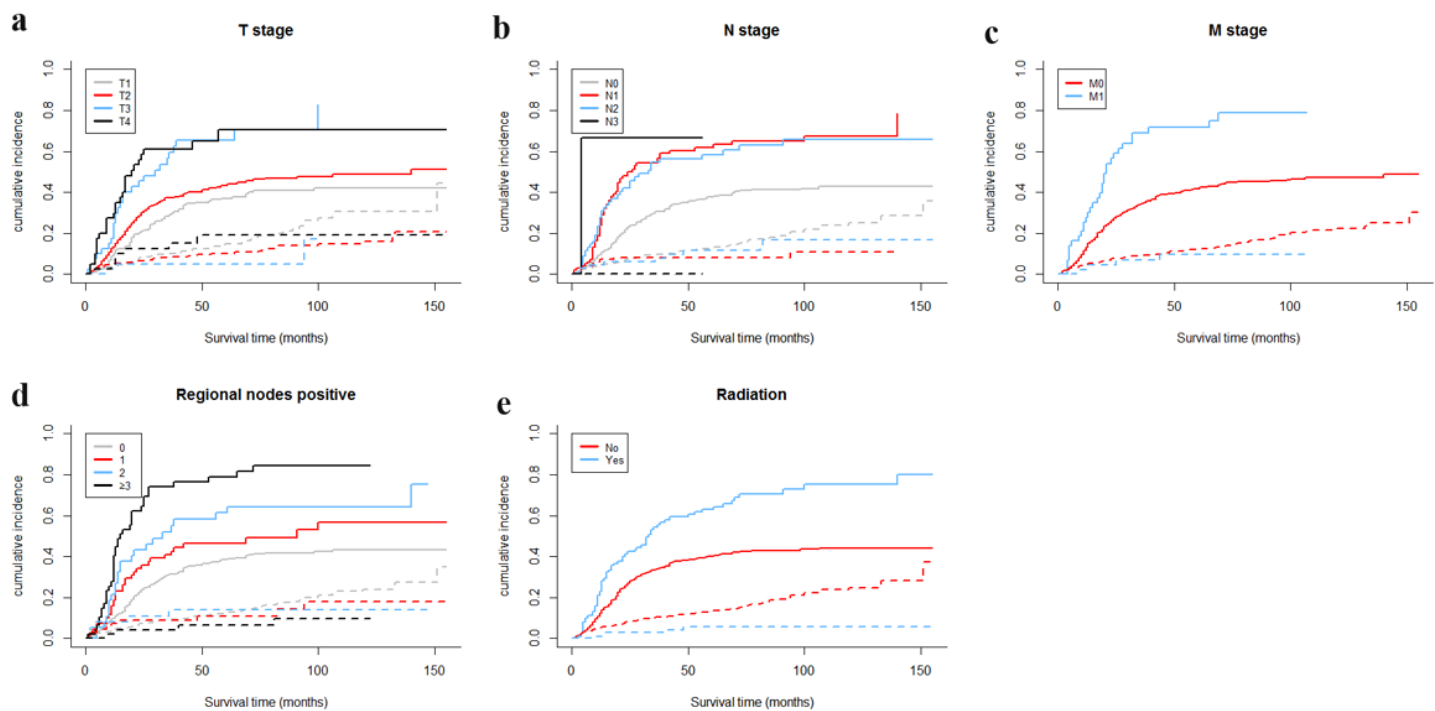 a
T stage
cumulative incidence
1.0
0.8
0.6
0.4
0.2
0.0
T1
T2
T3
T4
0 50 100 150
Survival time (months)
b
N stage
cumulative incidence
1.0
0.8
0.6
0.4
0.2
0.0
N0
N1
N2
N3
0 50 100 150
Survival time (months)
c
M stage
cumulative incidence
1.0
0.8
0.6
0.4
0.2
0.0
M0
M1
0 50 100 150
Survival time (months)
d
Regional nodes positive
cumulative incidence
1.0
0.8
0.6
0.4
0.2
0.0
0
1
2
≥3
0 50 100 150
Survival time (months)
e
Radiation
cumulative incidence
1.0
0.8
0.6
0.4
0.2
0.0
No
Yes
0 50 100 150
Survival time (months)